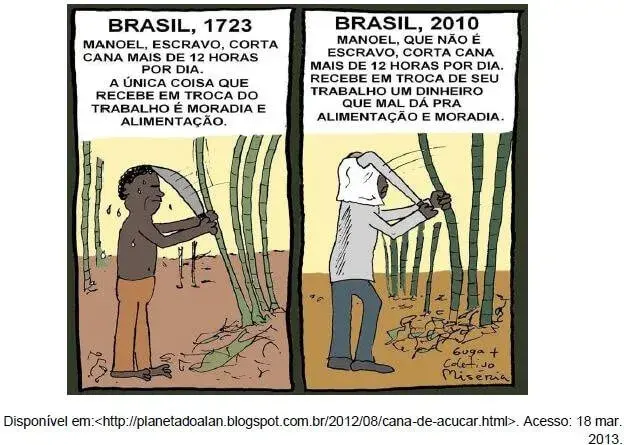 BRASIL, 1723
MANOEL, ESCRAVO, CORTA
CANA MAIS DE 12 HORAS
POR DIA.
A ÚNICA COISA QUE
RECEBE EM TROCA DO
TRABALHO É MORADIA E
ALIMENTAÇÃO.
BRASIL, 2010
MANOEL, QUE NÃO É
ESCRAVO, CORTA CANA
MAIS DE 12 HORAS POR DIA.
RECEBE EM TROCA DE SEU
TRABALHO UM DINHEIRO
QUE MAL DÁ PRA
ALIMENTAÇÃO E MORADIA.
Guga +
Coletivo
Miséria
Disponível em:<http://planetadoalan.blogspot.com.br/2012/08/cana-de-acucar.html>. Acesso: 18 mar.
2013.